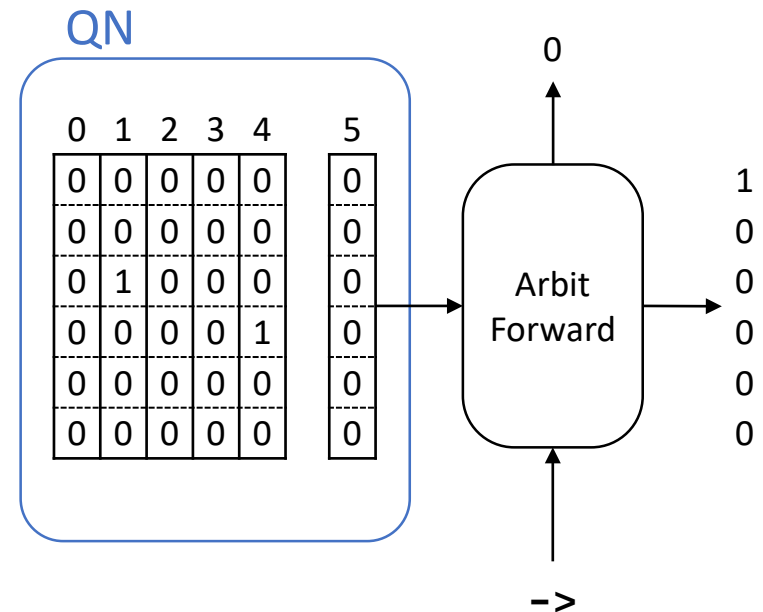 QN
0
0 1 2 3 4 5
0 0 0 0 0 0 1
0 0 0 0 0 0 0
0 1 0 0 0 0 0
Arbit
Forward
0 0 0 0 1 0 0
0 0 0 0 0 0 0
0 0 0 0 0 0 0
->